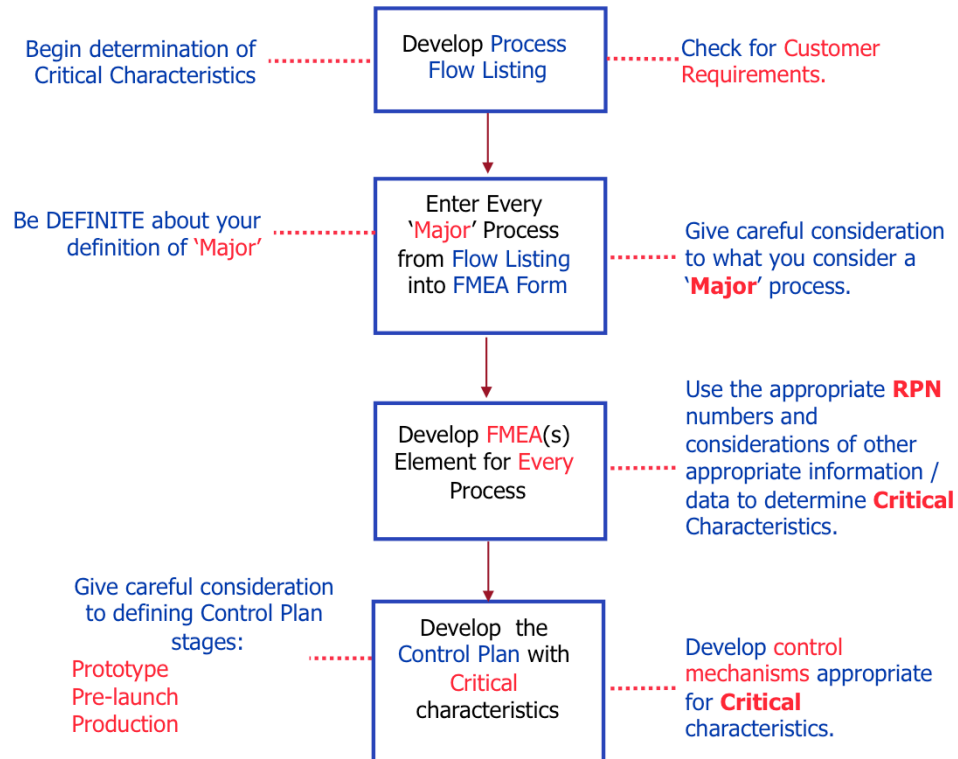 Begin determination of
Critical Characteristics
Develop Process
Flow Listing
Check for Customer
Requirements.
Be DEFINITE about your
definition of ‘Major’
Enter Every
‘Major’ Process
from Flow Listing
into FMEA Form
Give careful consideration
to what you consider a
‘Major’ process.
Develop FMEA(s)
Element for Every
Process
Use the appropriate RPN
numbers and
considerations of other
appropriate information /
data to determine Critical
Characteristics.
Give careful consideration
to defining Control Plan
stages:
Prototype
Pre-launch
Production
Develop the
Control Plan with
Critical
characteristics
Develop control
mechanisms appropriate
for Critical
characteristics.